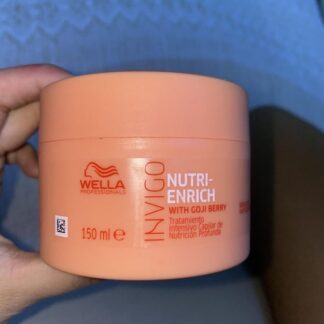 WELLA
PROFESSIONALS
150 ml e
INVIGO
NUTRI-
ENRICH
WITH GOJI BERRY
Tratamiento
Intensivo Capilar de
Nutrición Profunda